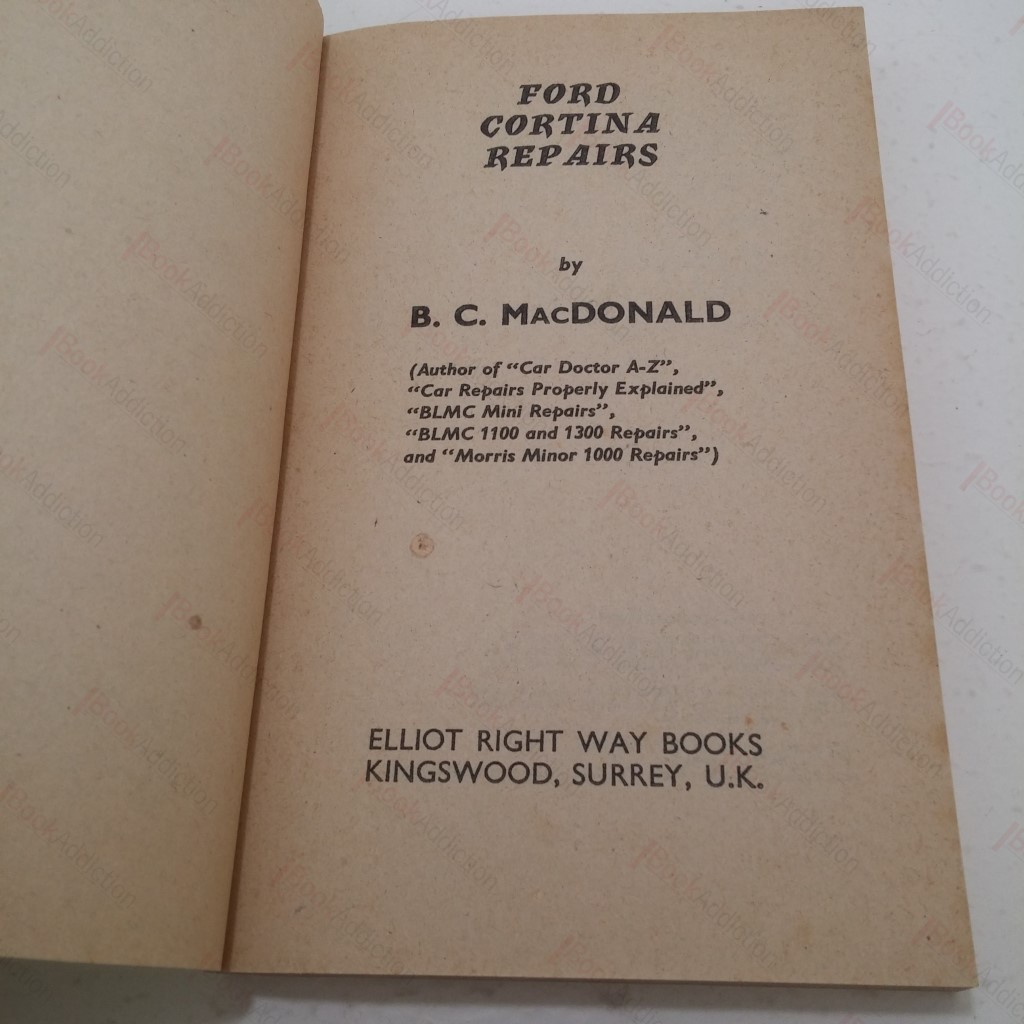 FORD
CORTINA
REPAIRS
by
B. C. MACDONALD
(Author of “Car Doctor A-Z”,
“Car Repairs Properly Explained”,
“BLMC Mini Repairs”,
“BLMC 1100 and 1300 Repairs”,
and “Morris Minor 1000 Repairs”)
ELLIOT RIGHT WAY BOOKS
KINGSWOOD, SURREY, U.K.
BookAddiction